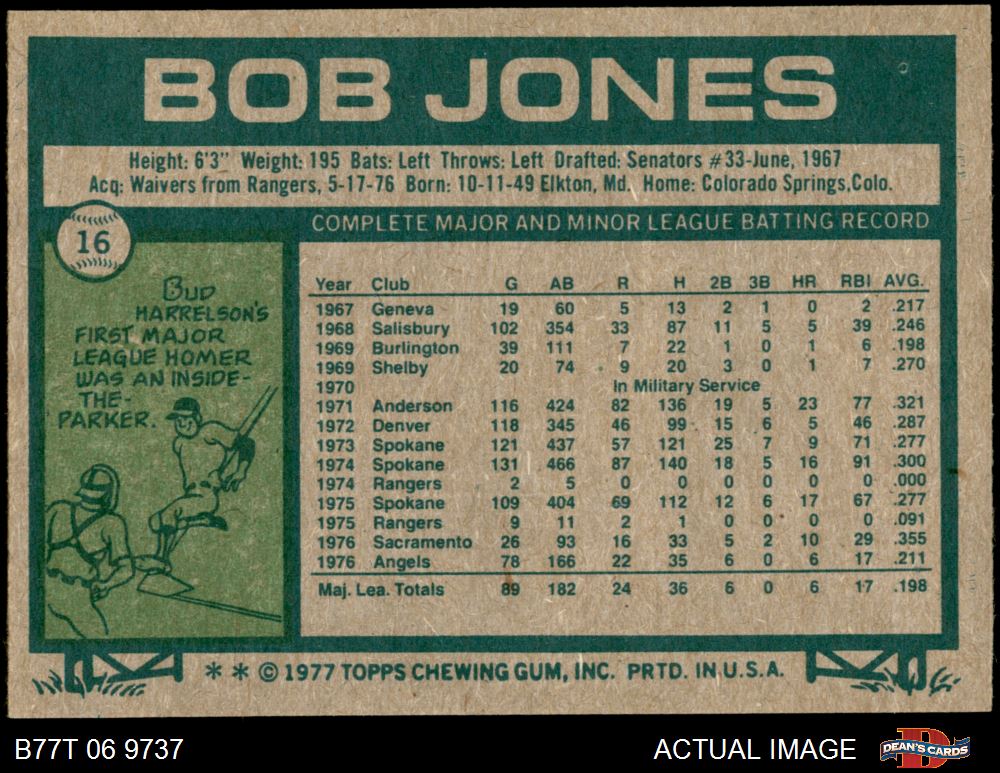 BOB JONES
Height: 6'3" Weight: 195 Bats: Left Throws: Left Drafted: Senators #33-June, 1967
Acq: Waivers from Rangers, 5-17-76 Born: 10-11-49 Elkton, Md. Home: Colorado Springs, Colo.
16
COMPLETE MAJOR AND MINOR LEAGUE BATTING RECORD
BUD
HARRELSON'S
FIRST MAJOR
LEAGUE HOMER
WAS AN INSIDE-
THE-
PARKER.
Year Club G AB R H 2B 3B HR RBI AVG.
1967 Geneva 19 60 5 13 2 1 0 2 .217
1968 Salisbury 102 354 33 87 11 5 5 39 .246
1969 Burlington 39 111 7 22 1 0 1 6 .198
1969 Shelby 20 74 9 20 3 0 1 7 .270
1970 In Military Service
1971 Anderson 116 424 82 136 19 5 23 77 .321
1972 Denver 118 345 46 99 15 6 5 46 .287
1973 Spokane 121 437 57 121 25 7 9 71 .277
1974 Spokane 131 466 87 140 18 5 16 91 .300
1974 Rangers 2 5 0 0 0 0 0 0 .000
1975 Spokane 109 404 69 112 12 6 17 67 .277
1975 Rangers 9 11 2 1 0 0 0 0 .091
1976 Sacramento 26 93 16 33 5 2 10 29 .355
1976 Angels 78 166 22 35 6 0 6 17 .211
Maj. Lea. Totals 89 182 24 36 6 0 6 17 .198
* * © 1977 TOPPS CHEWING GUM, INC. PRTD. IN U.S.A.
B77T 06 9737
ACTUAL IMAGE
DEAN'S CARDS